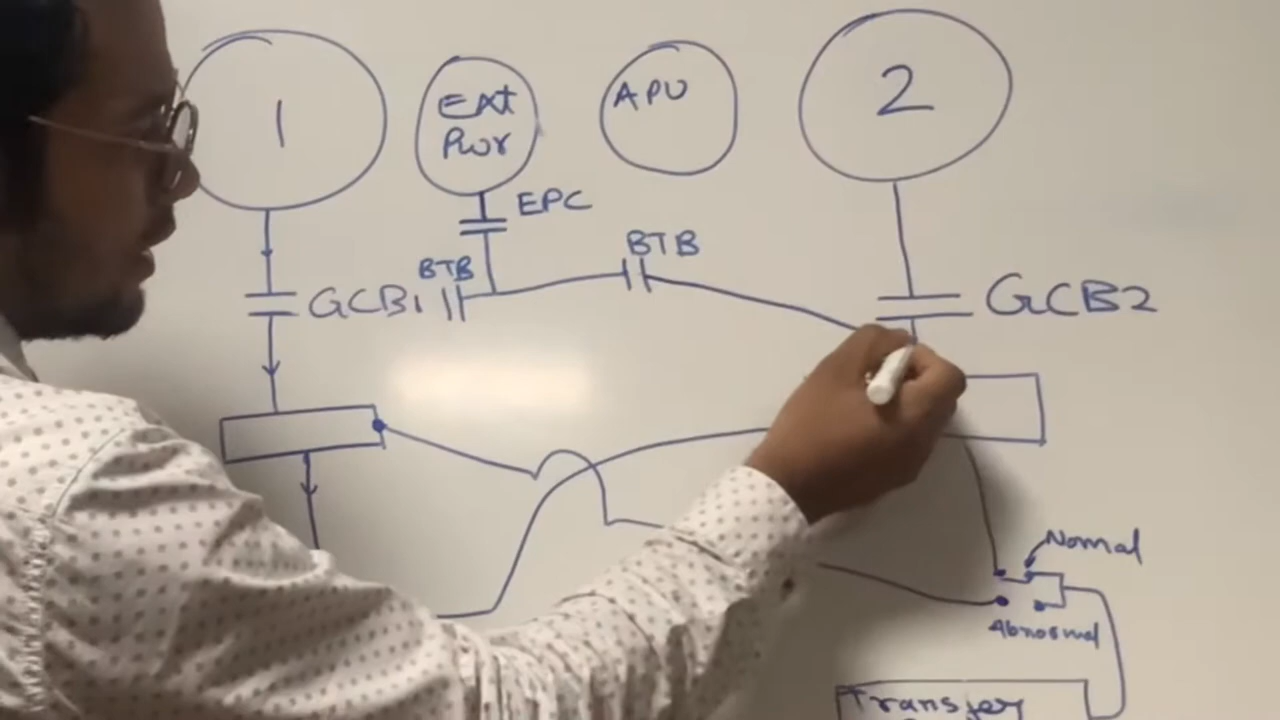 1
EXt
Pwr
APU
2
EPC
BTB
BTB
GCB1
GCB2
Normal
Abnormal
Transfer